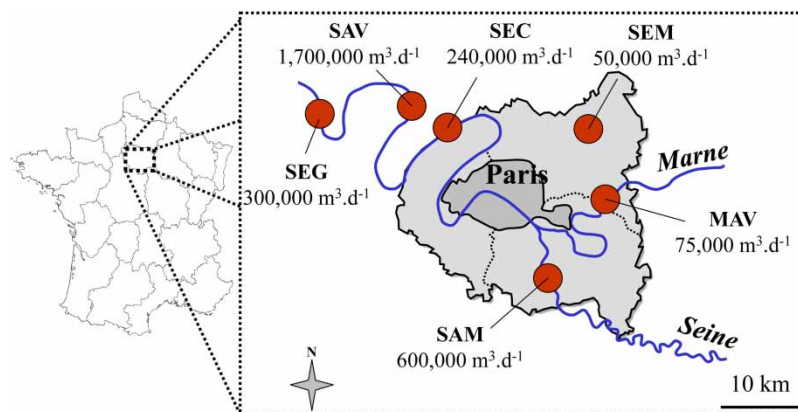 SAV
1,700,000 m³.d⁻¹
SEC
240,000 m³.d⁻¹
SEM
50,000 m³.d⁻¹
SEG
300,000 m³.d⁻¹
Paris
Marne
MAV
75,000 m³.d⁻¹
SAM
600,000 m³.d⁻¹
Seine
N
10 km